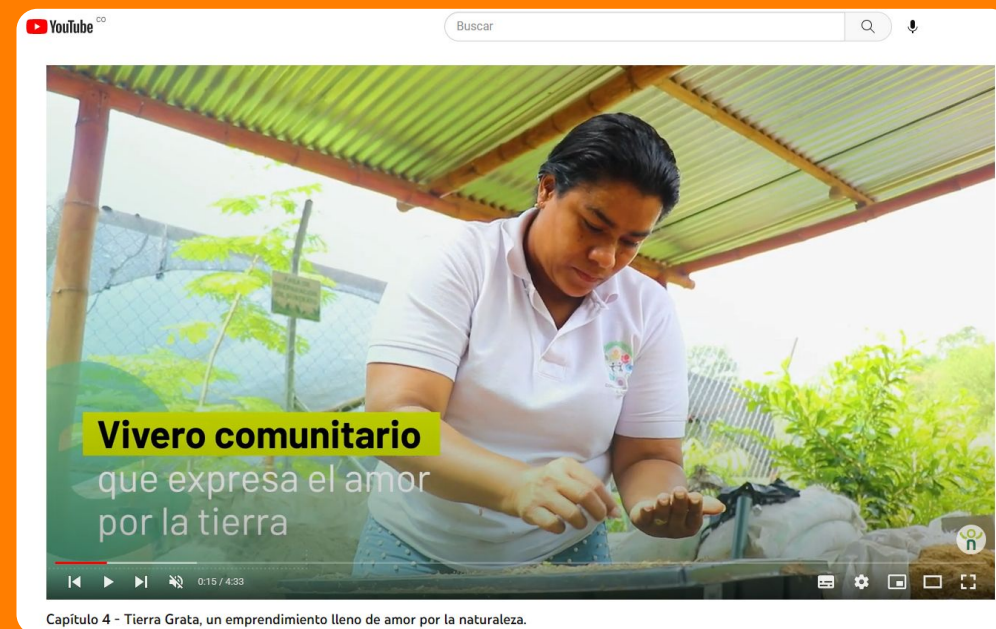 YouTube CO
Buscar
Vivero comunitario
que expresa el amor
por la tierra
0:15 / 4:33
Capítulo 4 - Tierra Grata, un emprendimiento lleno de amor por la naturaleza.